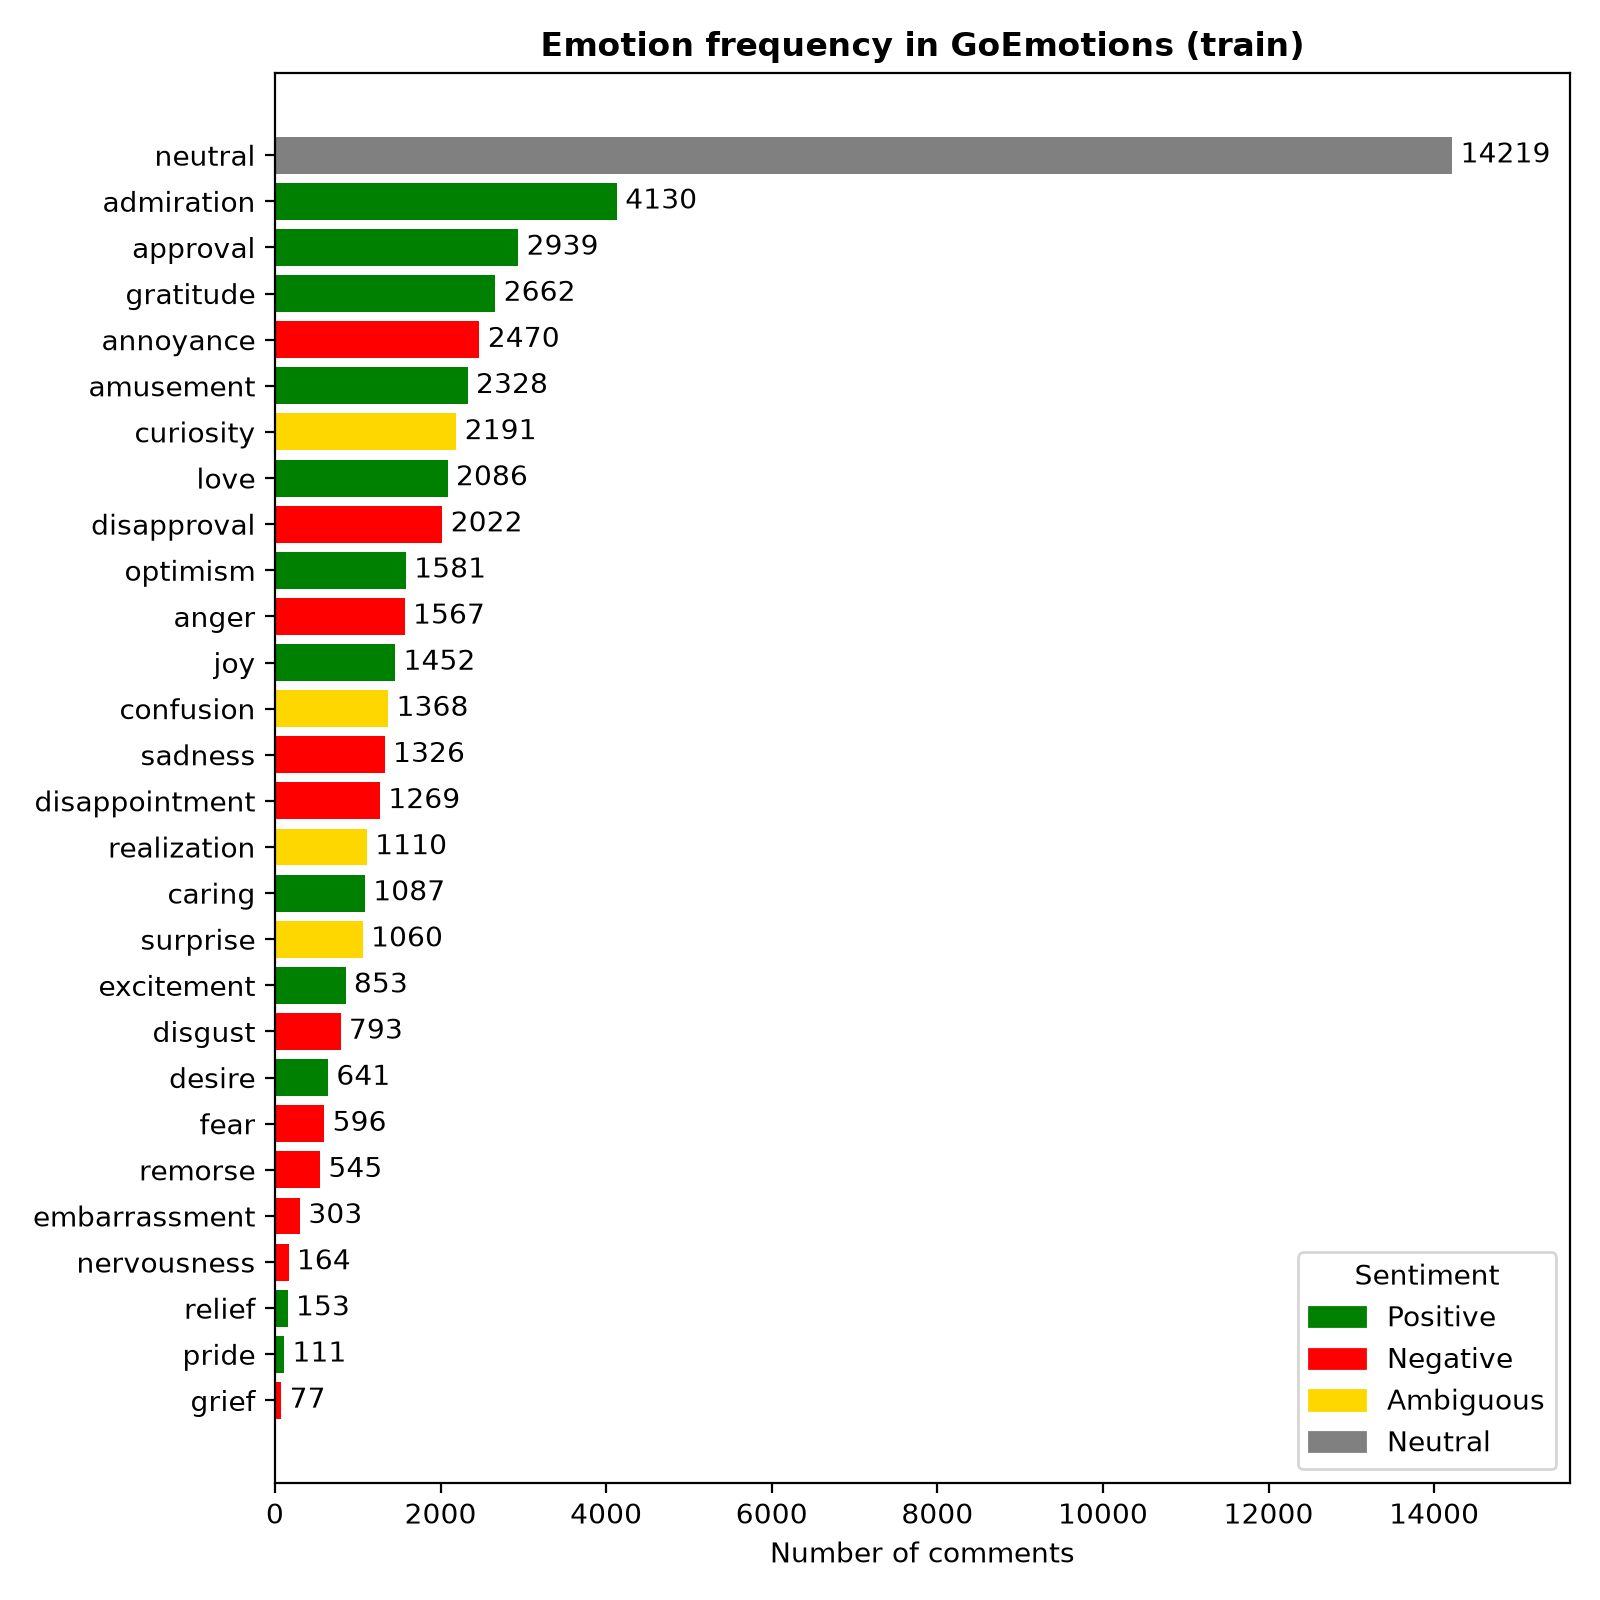 Emotion frequency in GoEmotions (train)
neutral 14219
admiration 4130
approval 2939
gratitude 2662
annoyance 2470
amusement 2328
curiosity 2191
love 2086
disapproval 2022
optimism 1581
anger 1567
joy 1452
confusion 1368
sadness 1326
disappointment 1269
realization 1110
caring 1087
surprise 1060
excitement 853
disgust 793
desire 641
fear 596
remorse 545
embarrassment 303
nervousness 164
relief 153
pride 111
grief 77
Sentiment
Positive
Negative
Ambiguous
Neutral
0 2000 4000 6000 8000 10000 12000 14000
Number of comments